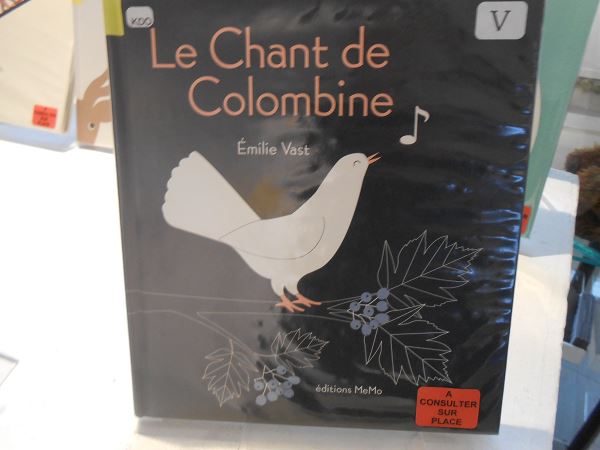 KOO
V
Le Chant de
Colombine
Émilie Vast
éditions MeMo
A
CONSULTER
SUR
PLACE